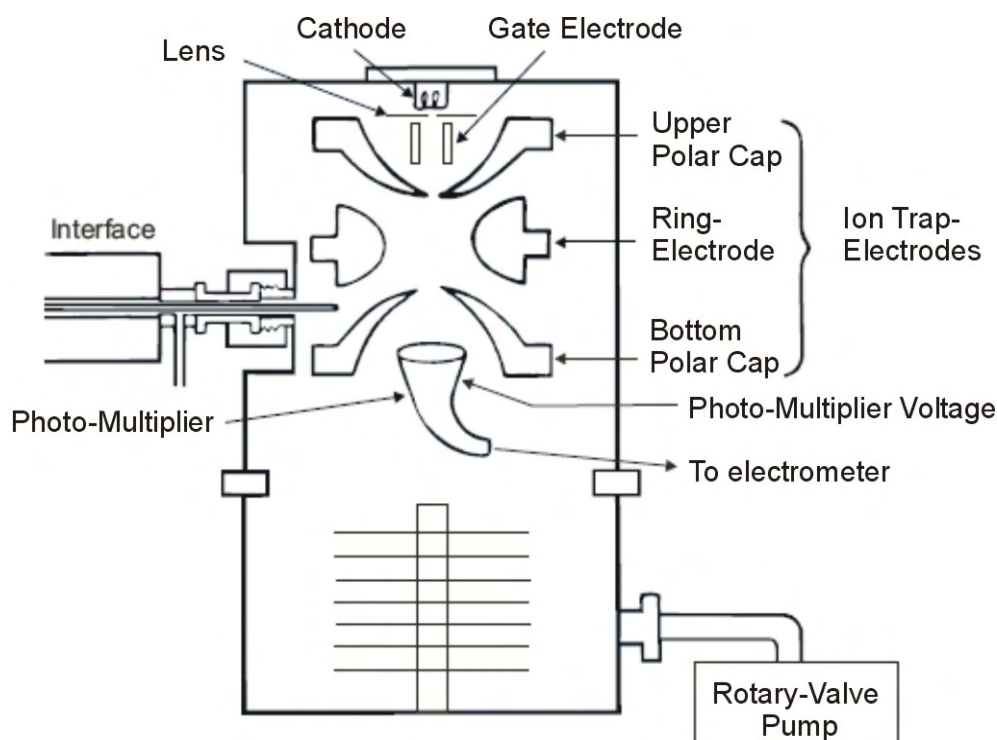 Cathode
Gate Electrode
Lens
Upper
Polar Cap
Interface
Ring-
Electrode
Ion Trap-
Electrodes
Bottom
Polar Cap
Photo-Multiplier
Photo-Multiplier Voltage
To electrometer
Rotary-Valve
Pump